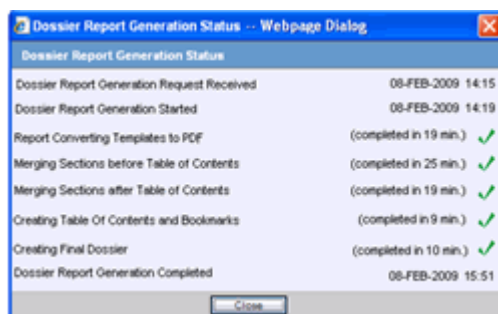 Dossier Report Generation Status -- Webpage Dialog
Dossier Report Generation Status
Dossier Report Generation Request Received 08-FEB-2009 14:15
Dossier Report Generation Started 08-FEB-2009 14:19
Report Converting Templates to PDF (completed in 19 min.)
Merging Sections before Table of Contents (completed in 25 min.)
Merging Sections after Table of Contents (completed in 19 min.)
Creating Table Of Contents and Bookmarks (completed in 9 min.)
Creating Final Dossier (completed in 10 min.)
Dossier Report Generation Completed 08-FEB-2009 15:51
Close